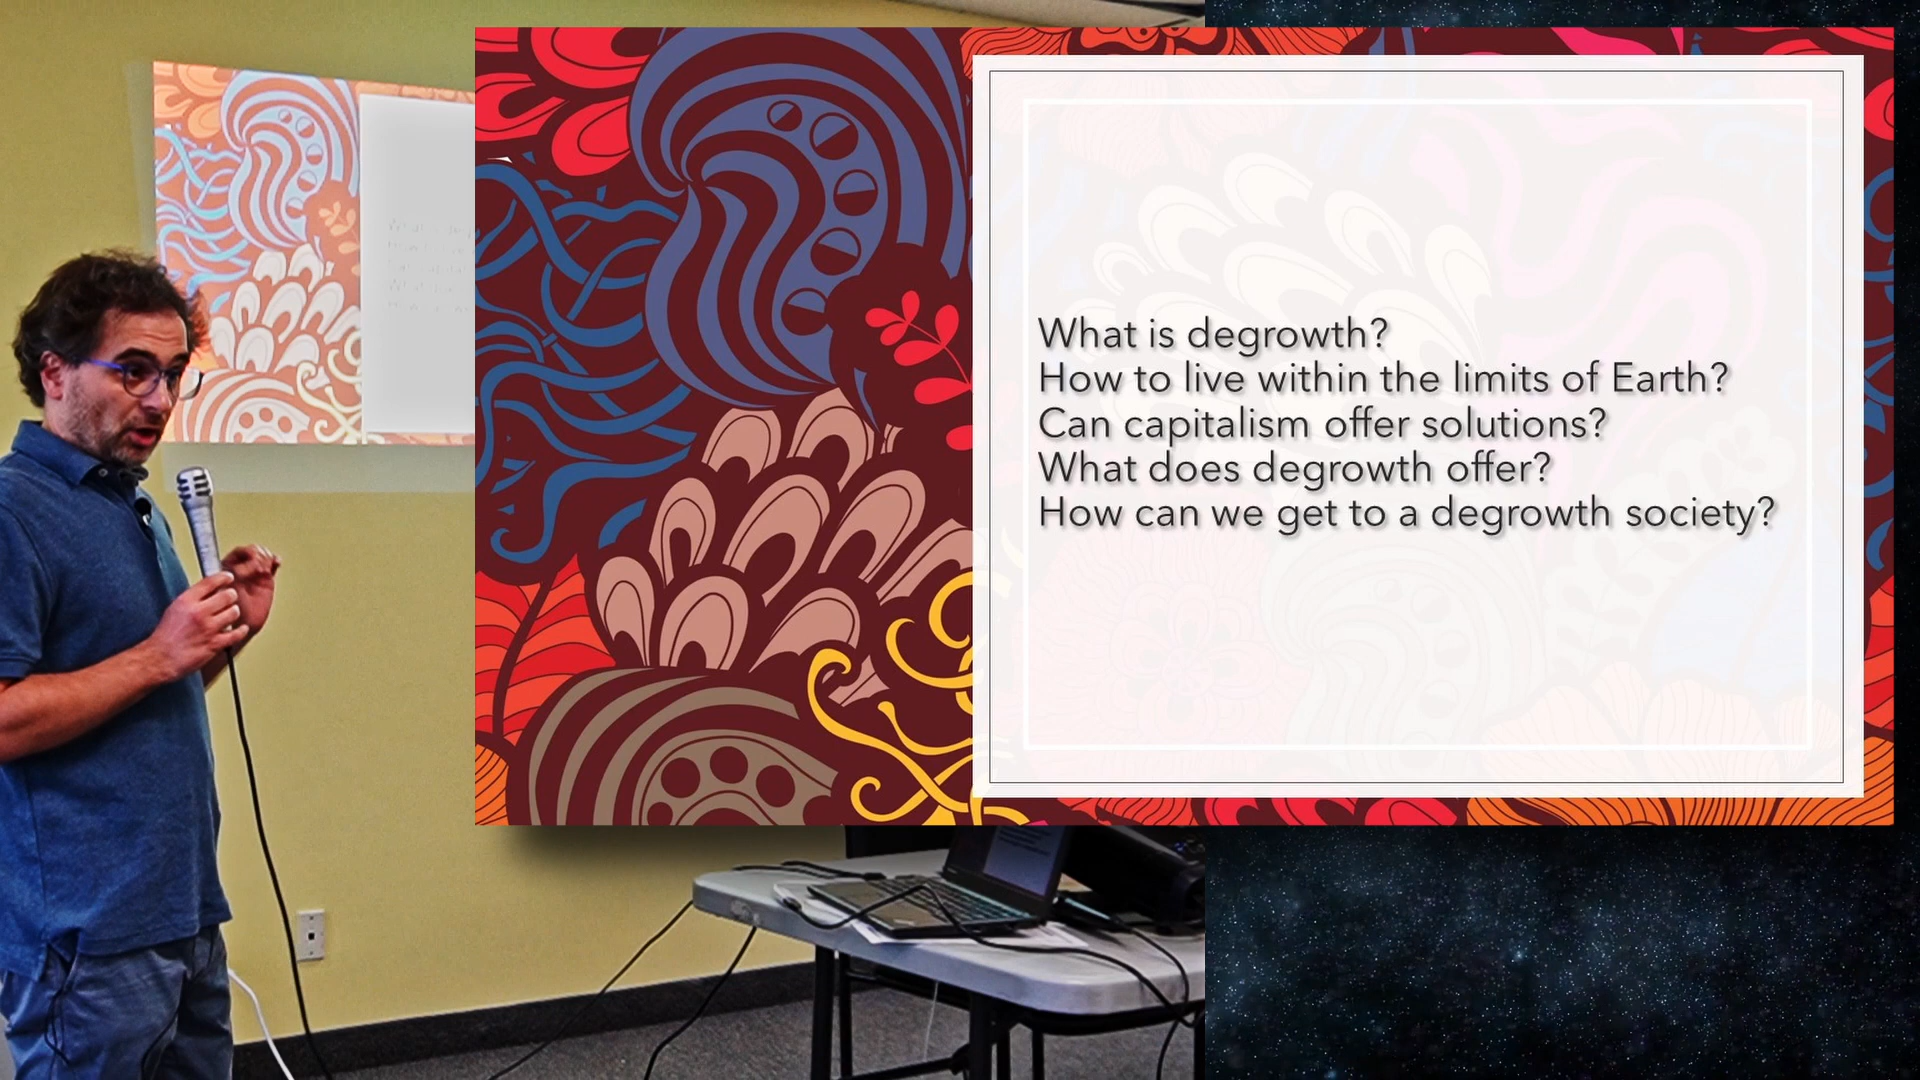 What is degrowth?
How to live within the limits of Earth?
Can capitalism offer solutions?
What does degrowth offer?
How can we get to a degrowth society?